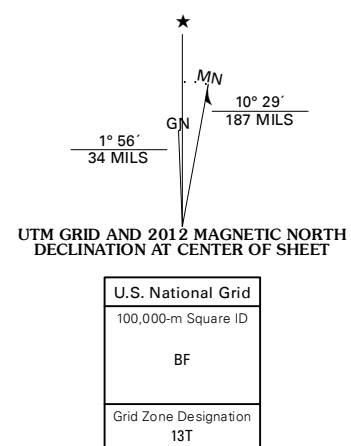 ★
MN
GN
10° 29´
187 MILS
1° 56´
34 MILS
UTM GRID AND 2012 MAGNETIC NORTH
DECLINATION AT CENTER OF SHEET
U.S. National Grid
100,000-m Square ID
BF
Grid Zone Designation
13T